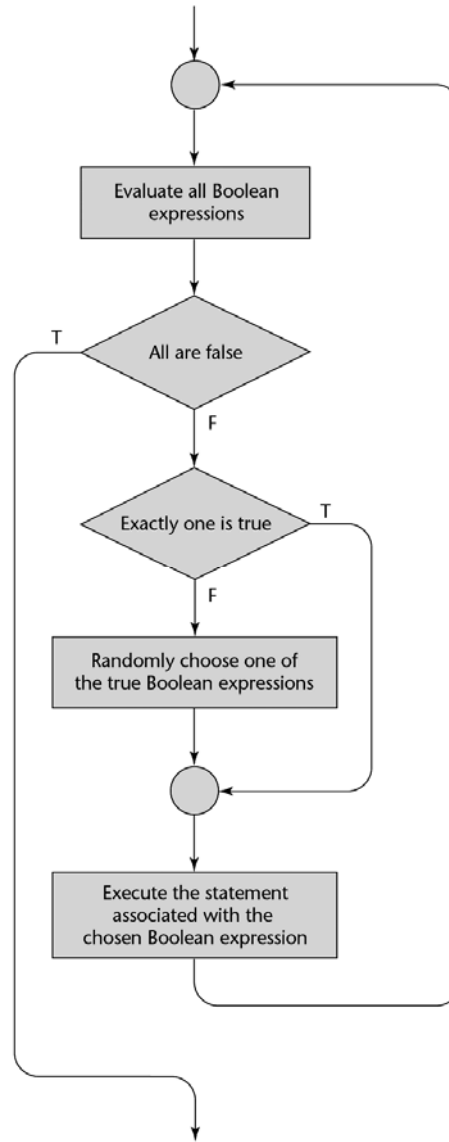 Evaluate all Boolean
expressions
T
All are false
F
Exactly one is true
T
F
Randomly choose one of
the true Boolean expressions
Execute the statement
associated with the
chosen Boolean expression